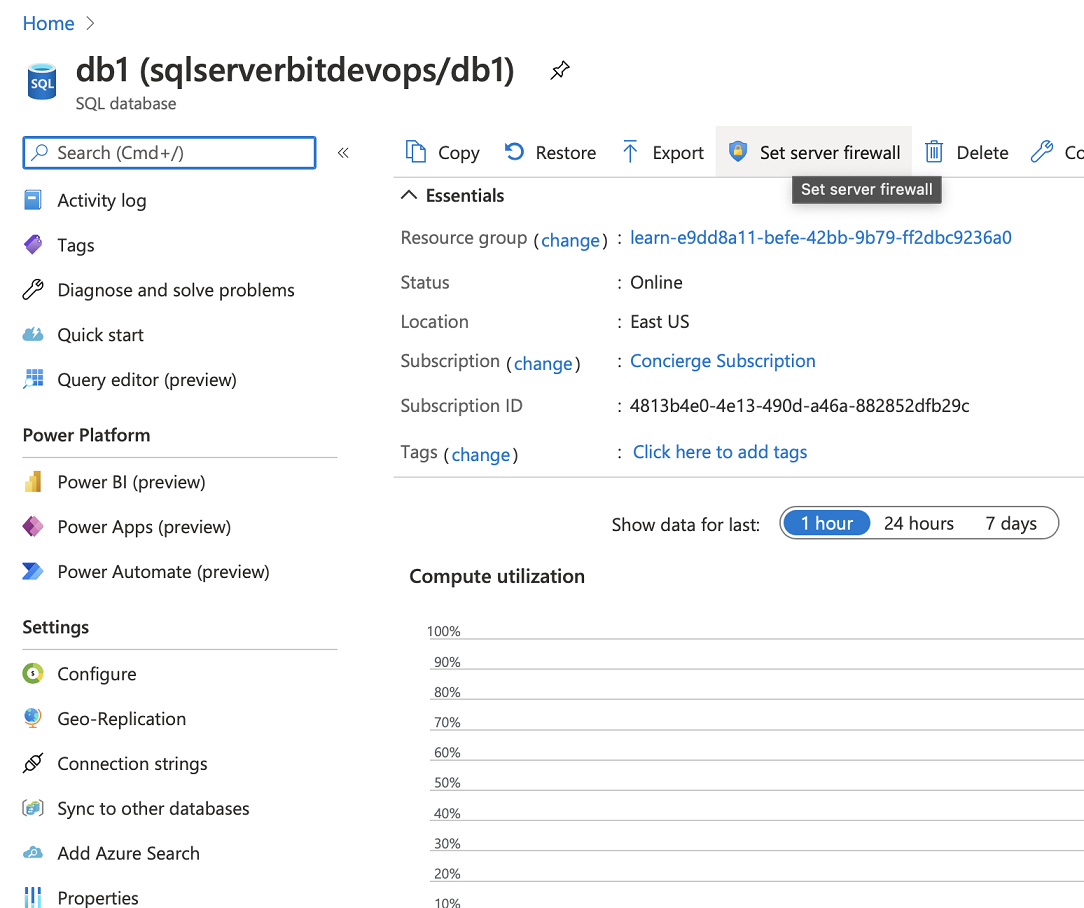 Home
db1 (sqlserverbitdevops/db1)
SQL
SQL database
Search (Cmd+/)
«
Copy
Restore
Export
Set server firewall
Delete
Co
Set server firewall
Activity log
Tags
Diagnose and solve problems
Quick start
Query editor (preview)
Power Platform
Power BI (preview)
Power Apps (preview)
Power Automate (preview)
Settings
Configure
Geo-Replication
Connection strings
Sync to other databases
Add Azure Search
Properties
Essentials
Resource group (change) : learn-e9dd8a11-befe-42bb-9b79-ff2dbc9236a0
Status : Online
Location : East US
Subscription (change) : Concierge Subscription
Subscription ID : 4813b4e0-4e13-490d-a46a-882852dfb29c
Tags (change) : Click here to add tags
Show data for last: 1 hour 24 hours 7 days
Compute utilization
100%
90%
80%
70%
60%
50%
40%
30%
20%
10%